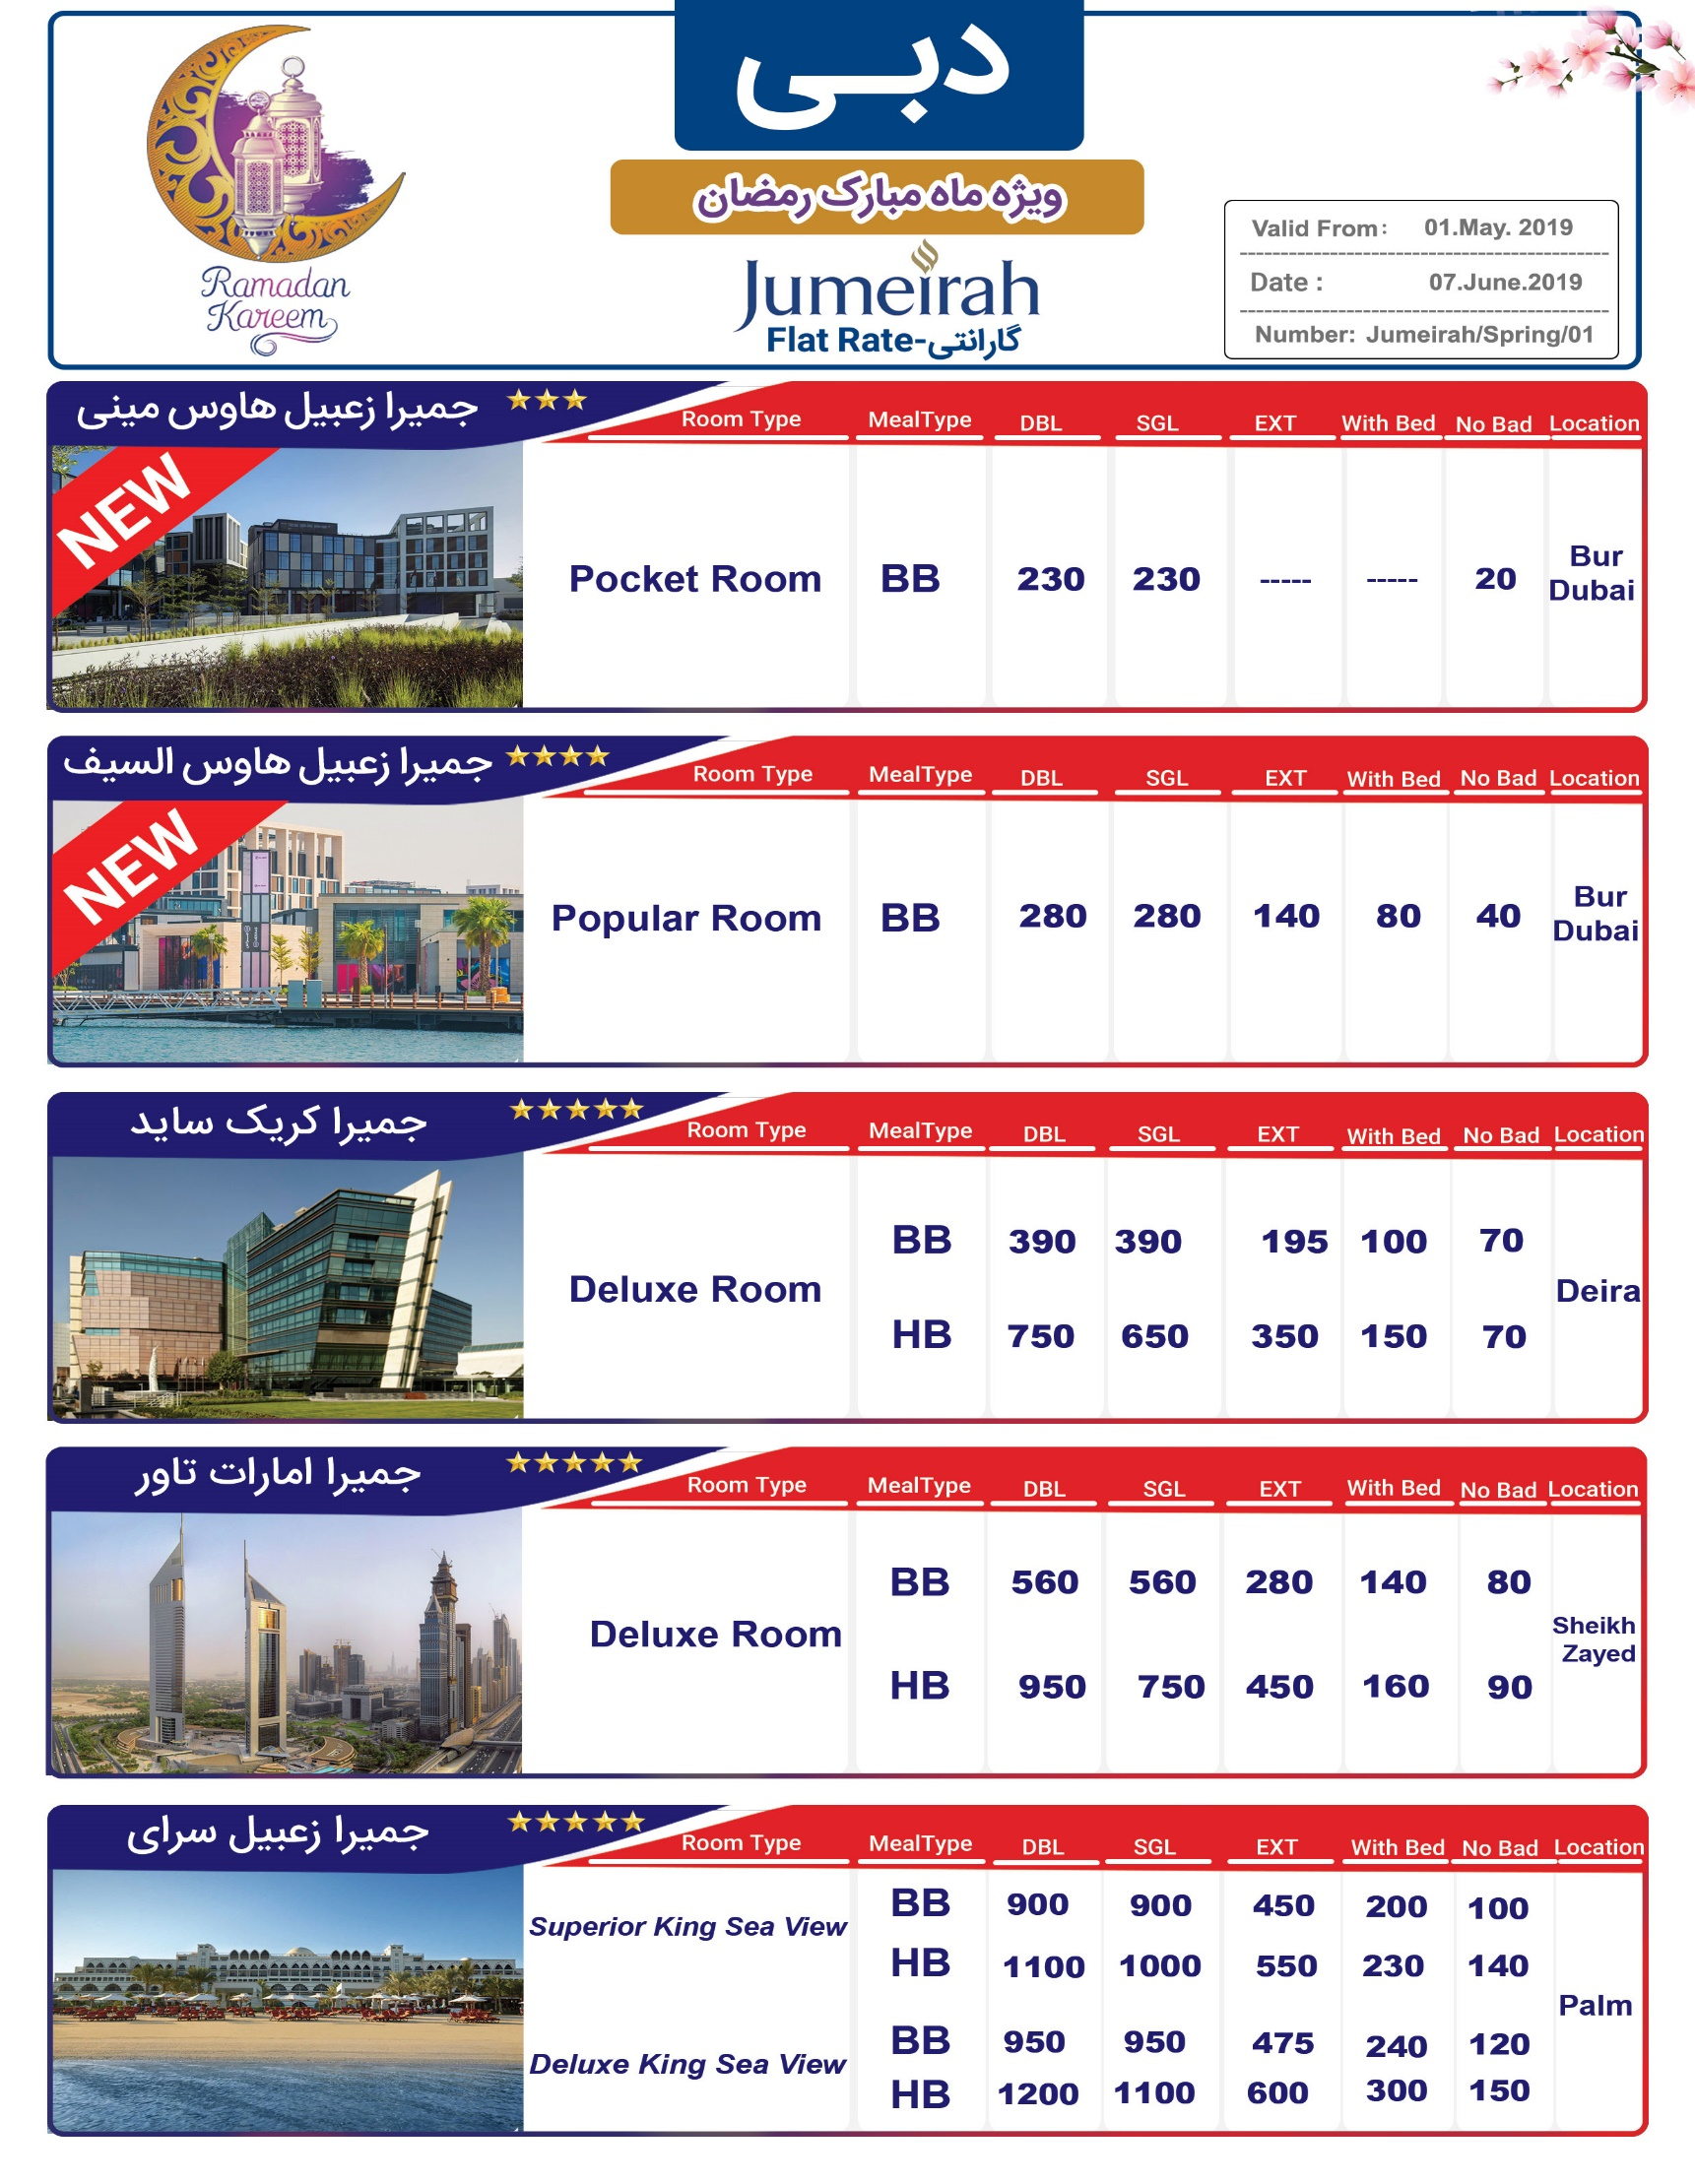 دبی
ویژه ماه مبارک رمضان
Ramadan
Kareem
Jumeirah
Flat Rate-گارانتی
Valid From: 01.May. 2019
Date : 07.June.2019
Number: Jumeirah/Spring/01
جمیرا زعبیل هاوس مینی
Room Type MealType DBL SGL EXT With Bed No Bad Location
NEW
Pocket Room BB 230 230 ----- ----- 20 Bur Dubai
جمیرا زعبیل هاوس السیف
Room Type MealType DBL SGL EXT With Bed No Bad Location
NEW
Popular Room BB 280 280 140 80 40 Bur Dubai
جمیرا کریک ساید
Room Type MealType DBL SGL EXT With Bed No Bad Location
BB 390 390 195 100 70
Deluxe Room Deira
HB 750 650 350 150 70
جمیرا امارات تاور
Room Type MealType DBL SGL EXT With Bed No Bad Location
BB 560 560 280 140 80
Deluxe Room Sheikh Zayed
HB 950 750 450 160 90
جمیرا زعبیل سرای
Room Type MealType DBL SGL EXT With Bed No Bad Location
Superior King Sea View BB 900 900 450 200 100
HB 1100 1000 550 230 140
Palm
Deluxe King Sea View BB 950 950 475 240 120
HB 1200 1100 600 300 150